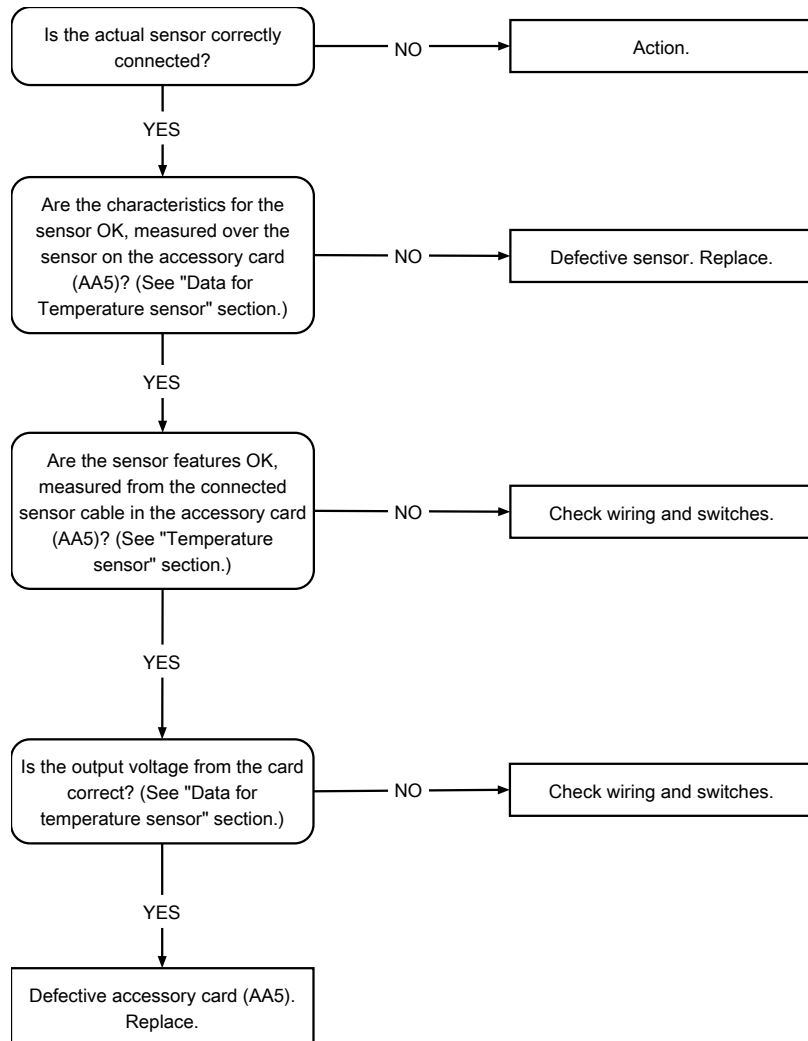 Is the actual sensor correctly
connected?
NO
Action.
YES
Are the characteristics for the
sensor OK, measured over the
sensor on the accessory card
(AA5)? (See "Data for
Temperature sensor" section.)
NO
Defective sensor. Replace.
YES
Are the sensor features OK,
measured from the connected
sensor cable in the accessory card
(AA5)? (See "Temperature
sensor" section.)
NO
Check wiring and switches.
YES
Is the output voltage from the card
correct? (See "Data for
temperature sensor" section.)
NO
Check wiring and switches.
YES
Defective accessory card (AA5).
Replace.